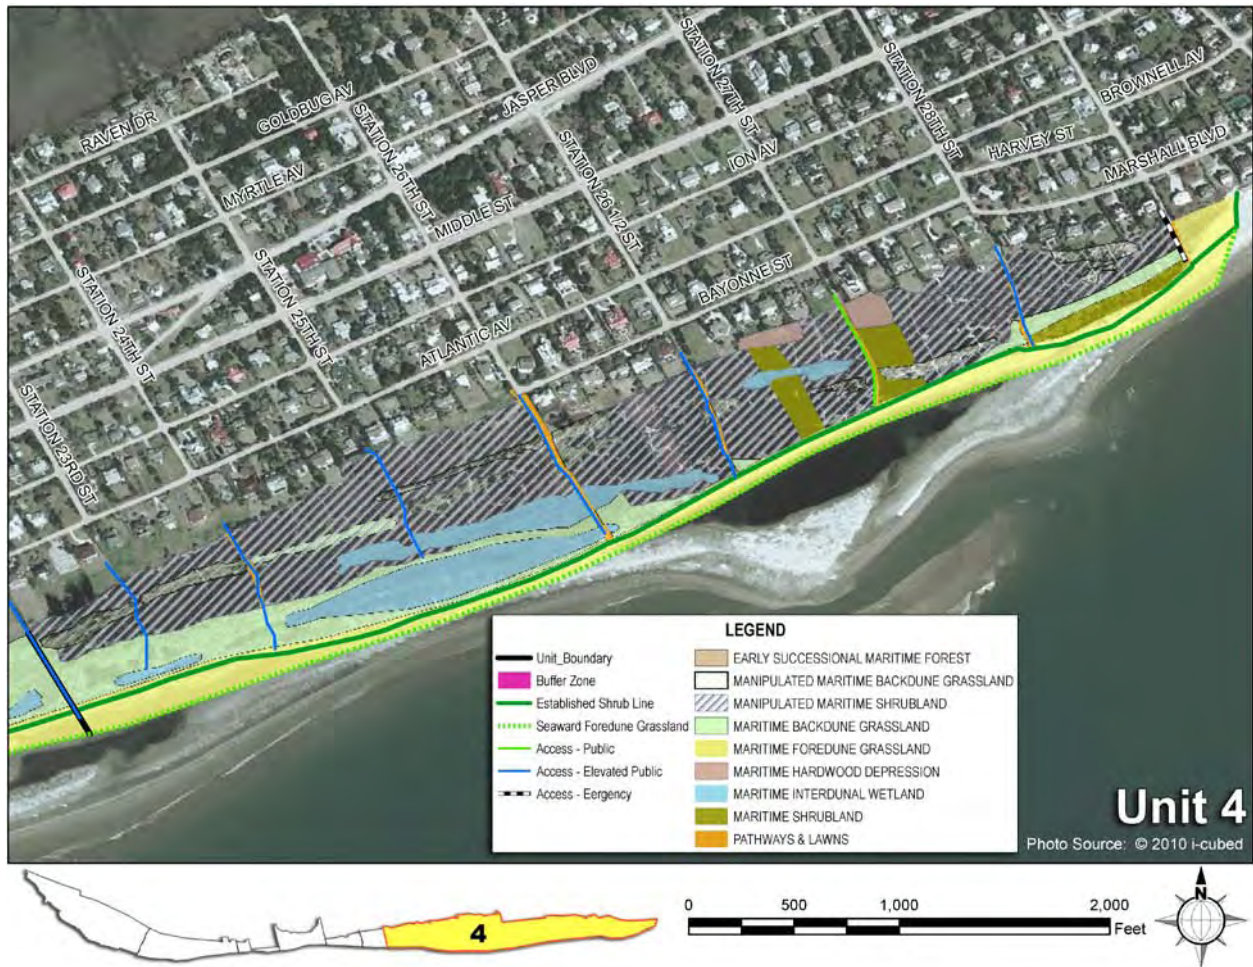 RAVEN DR
GOLDBUG AV
JASPER BLVD
MYRTLE AV
MIDDLE ST
ION AV
HARVEY ST
BROWNELL AV
MARSHALL BLVD
BAYONNE ST
ATLANTIC AV
STATION 23RD ST
STATION 24TH ST
STATION 25TH ST
STATION 26TH ST
STATION 26 1/2 ST
STATION 27TH ST
STATION 28TH ST
LEGEND
Unit_Boundary
Buffer Zone
Established Shrub Line
Seaward Foredune Grassland
Access - Public
Access - Elevated Public
Access - Eergency
EARLY SUCCESSIONAL MARITIME FOREST
MANIPULATED MARITIME BACKDUNE GRASSLAND
MANIPULATED MARITIME SHRUBLAND
MARITIME BACKDUNE GRASSLAND
MARITIME FOREDUNE GRASSLAND
MARITIME HARDWOOD DEPRESSION
MARITIME INTERDUNAL WETLAND
MARITIME SHRUBLAND
PATHWAYS & LAWNS
Unit 4
Photo Source: © 2010 i-cubed
4
0 500 1,000 2,000
Feet
N